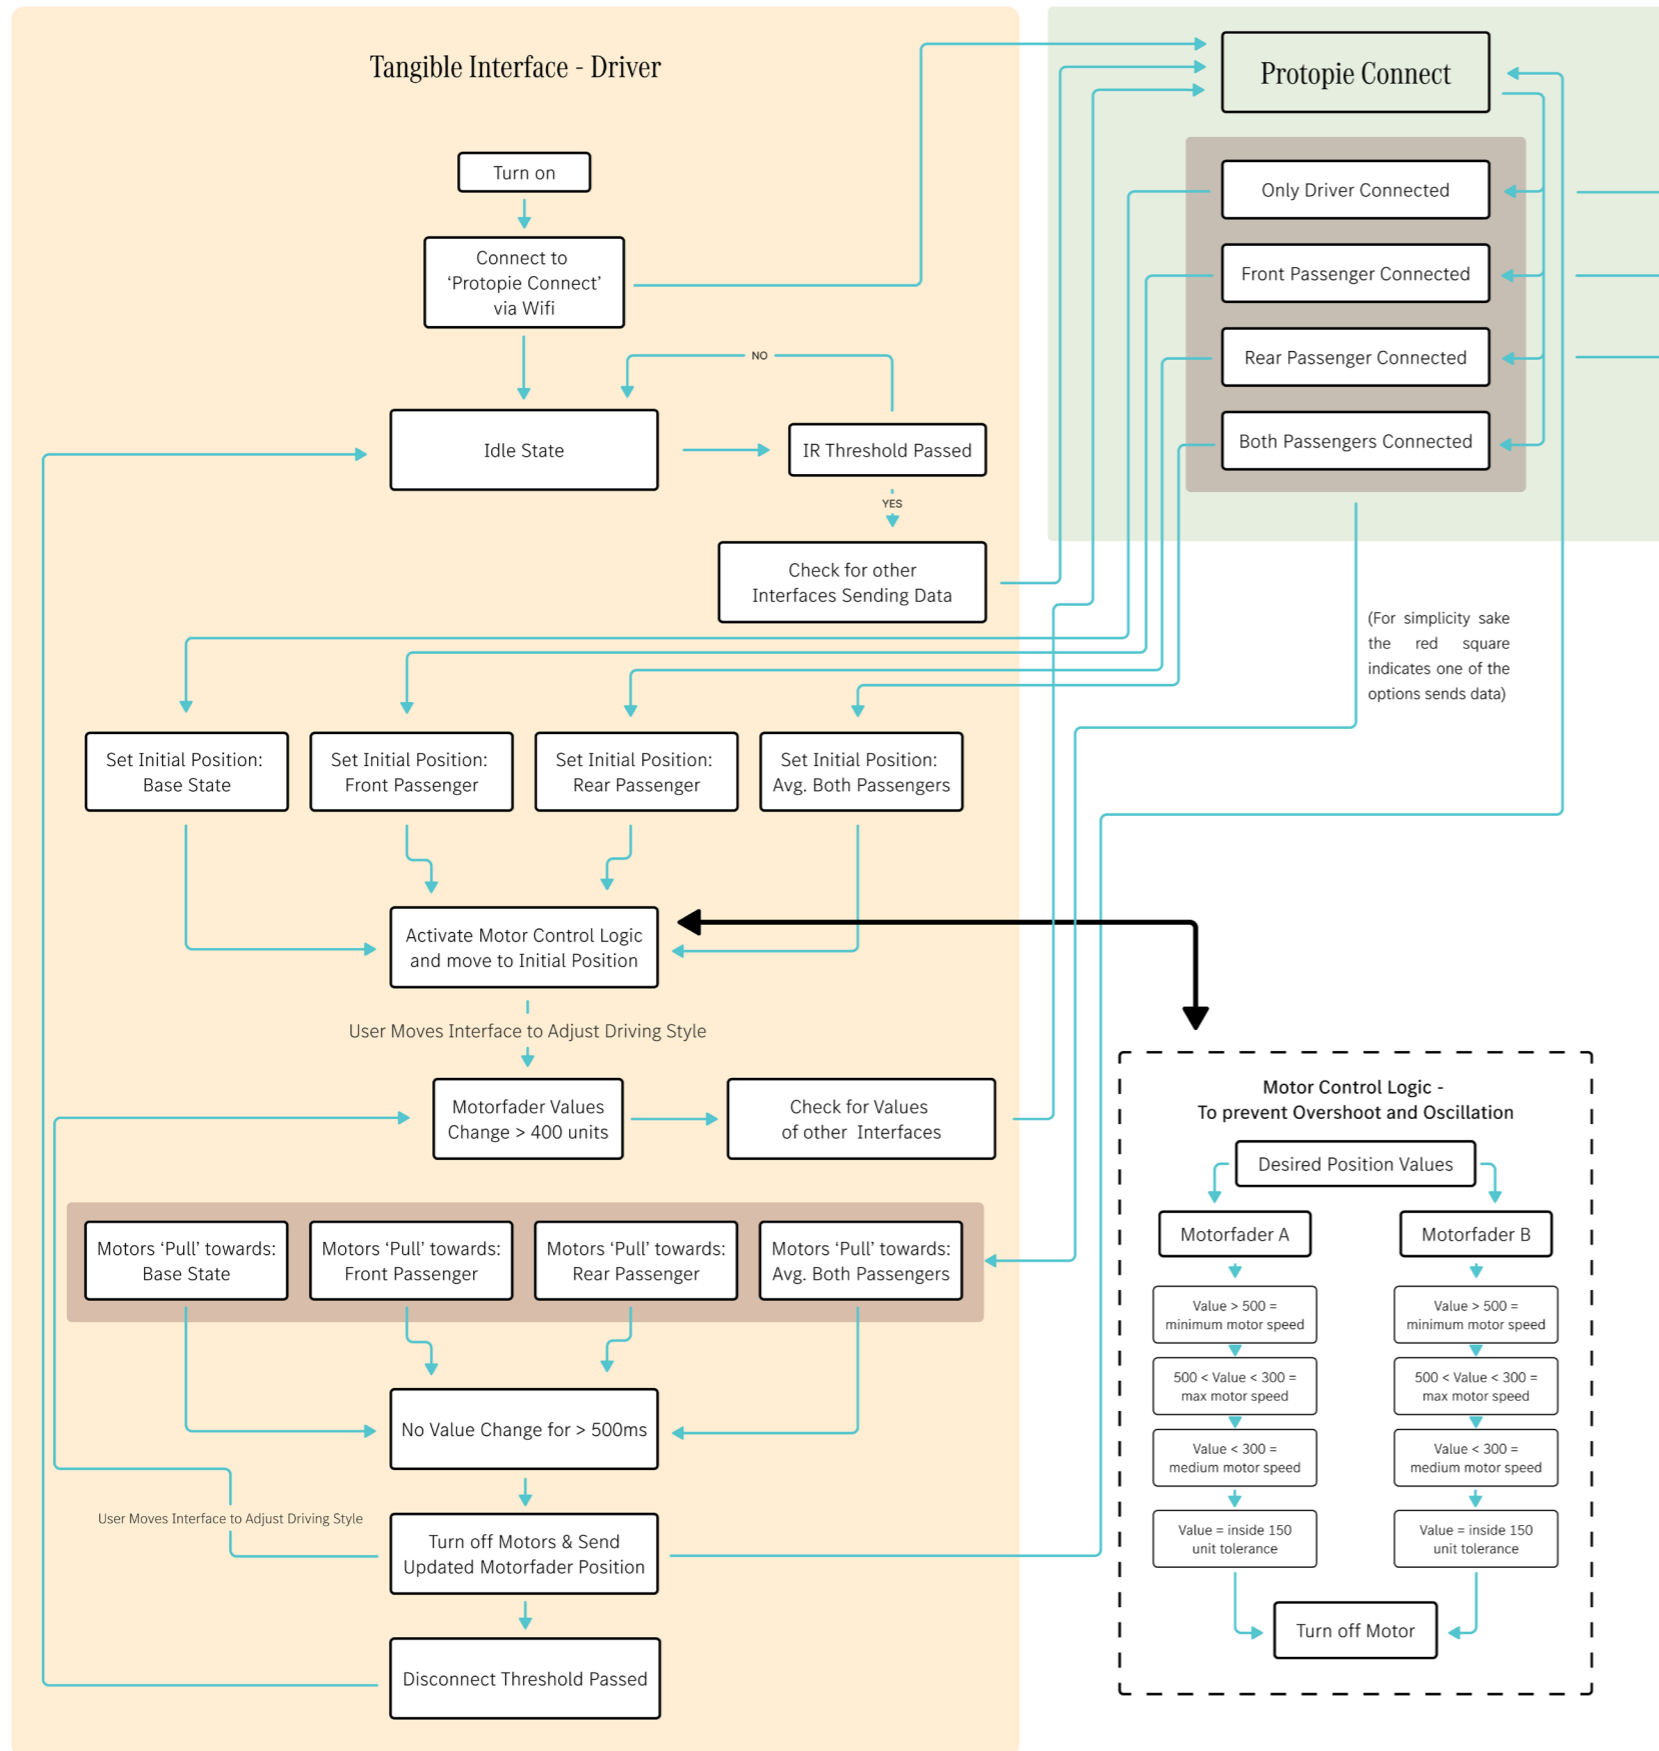 Tangible Interface - Driver
Turn on
Connect to
‘Protopie Connect’
via Wifi
NO
Idle State
IR Threshold Passed
YES
Check for other
Interfaces Sending Data
Protopie Connect
Only Driver Connected
Front Passenger Connected
Rear Passenger Connected
Both Passengers Connected
(For simplicity sake
the red square
indicates one of the
options sends data)
Set Initial Position:
Base State
Set Initial Position:
Front Passenger
Set Initial Position:
Rear Passenger
Set Initial Position:
Avg. Both Passengers
Activate Motor Control Logic
and move to Initial Position
User Moves Interface to Adjust Driving Style
Motorfader Values
Change > 400 units
Check for Values
of other Interfaces
Motors ‘Pull’ towards:
Base State
Motors ‘Pull’ towards:
Front Passenger
Motors ‘Pull’ towards:
Rear Passenger
Motors ‘Pull’ towards:
Avg. Both Passengers
No Value Change for > 500ms
User Moves Interface to Adjust Driving Style
Turn off Motors & Send
Updated Motorfader Position
Disconnect Threshold Passed
Motor Control Logic -
To prevent Overshoot and Oscillation
Desired Position Values
Motorfader A
Value > 500 =
minimum motor speed
500 < Value < 300 =
max motor speed
Value < 300 =
medium motor speed
Value = inside 150
unit tolerance
Motorfader B
Value > 500 =
minimum motor speed
500 < Value < 300 =
max motor speed
Value < 300 =
medium motor speed
Value = inside 150
unit tolerance
Turn off Motor